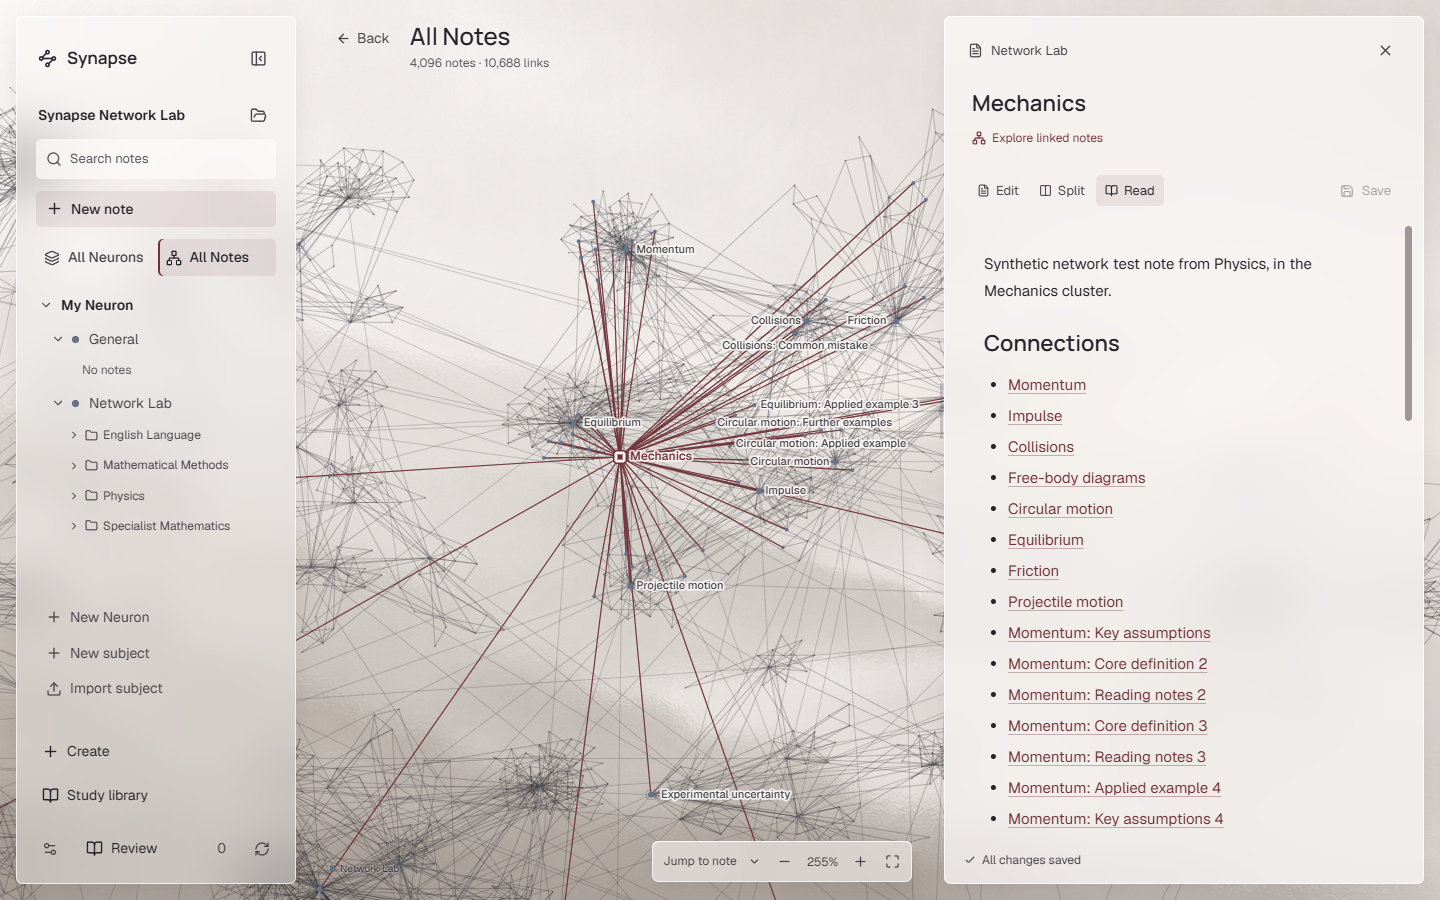 Synapse
Synapse Network Lab
Search notes
New note
All Neurons
All Notes
My Neuron
General
No notes
Network Lab
English Language
Mathematical Methods
Physics
Specialist Mathematics
New Neuron
New subject
Import subject
Create
Study library
Review 0
Back
All Notes
4,096 notes · 10,688 links
Momentum
Collisions
Friction
Collisions: Common mistake
Equilibrium: Applied example 3
Equilibrium
Circular motion: Further examples
Circular motion: Applied example
Mechanics
Circular motion
Impulse
Projectile motion
Experimental uncertainty
Network Lab
Jump to note
255%
Network Lab
Mechanics
Explore linked notes
Edit
Split
Read
Save
Synthetic network test note from Physics, in the
Mechanics cluster.
Connections
Momentum
Impulse
Collisions
Free-body diagrams
Circular motion
Equilibrium
Friction
Projectile motion
Momentum: Key assumptions
Momentum: Core definition 2
Momentum: Reading notes 2
Momentum: Core definition 3
Momentum: Reading notes 3
Momentum: Applied example 4
Momentum: Key assumptions 4
All changes saved